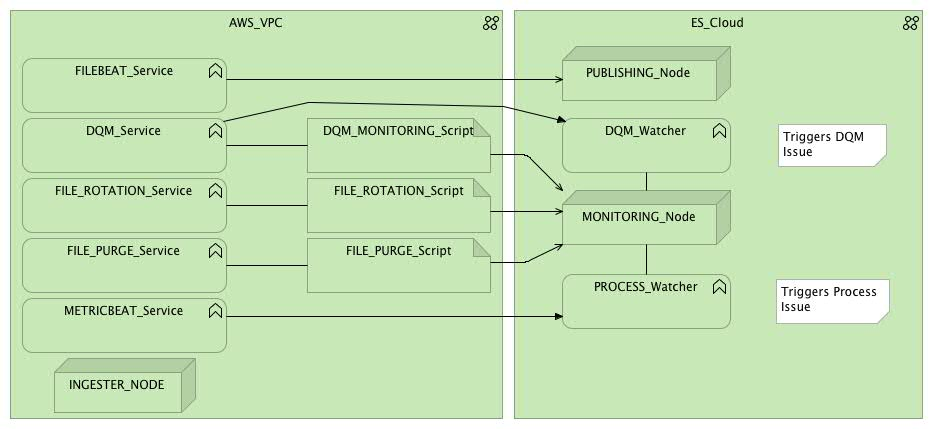 AWS_VPC
ES_Cloud
FILEBEAT_Service
PUBLISHING_Node
DQM_Service
DQM_MONITORING_Script
DQM_Watcher
Triggers DQM
Issue
FILE_ROTATION_Service
FILE_ROTATION_Script
MONITORING_Node
FILE_PURGE_Service
FILE_PURGE_Script
METRICBEAT_Service
PROCESS_Watcher
Triggers Process
Issue
INGESTER_NODE